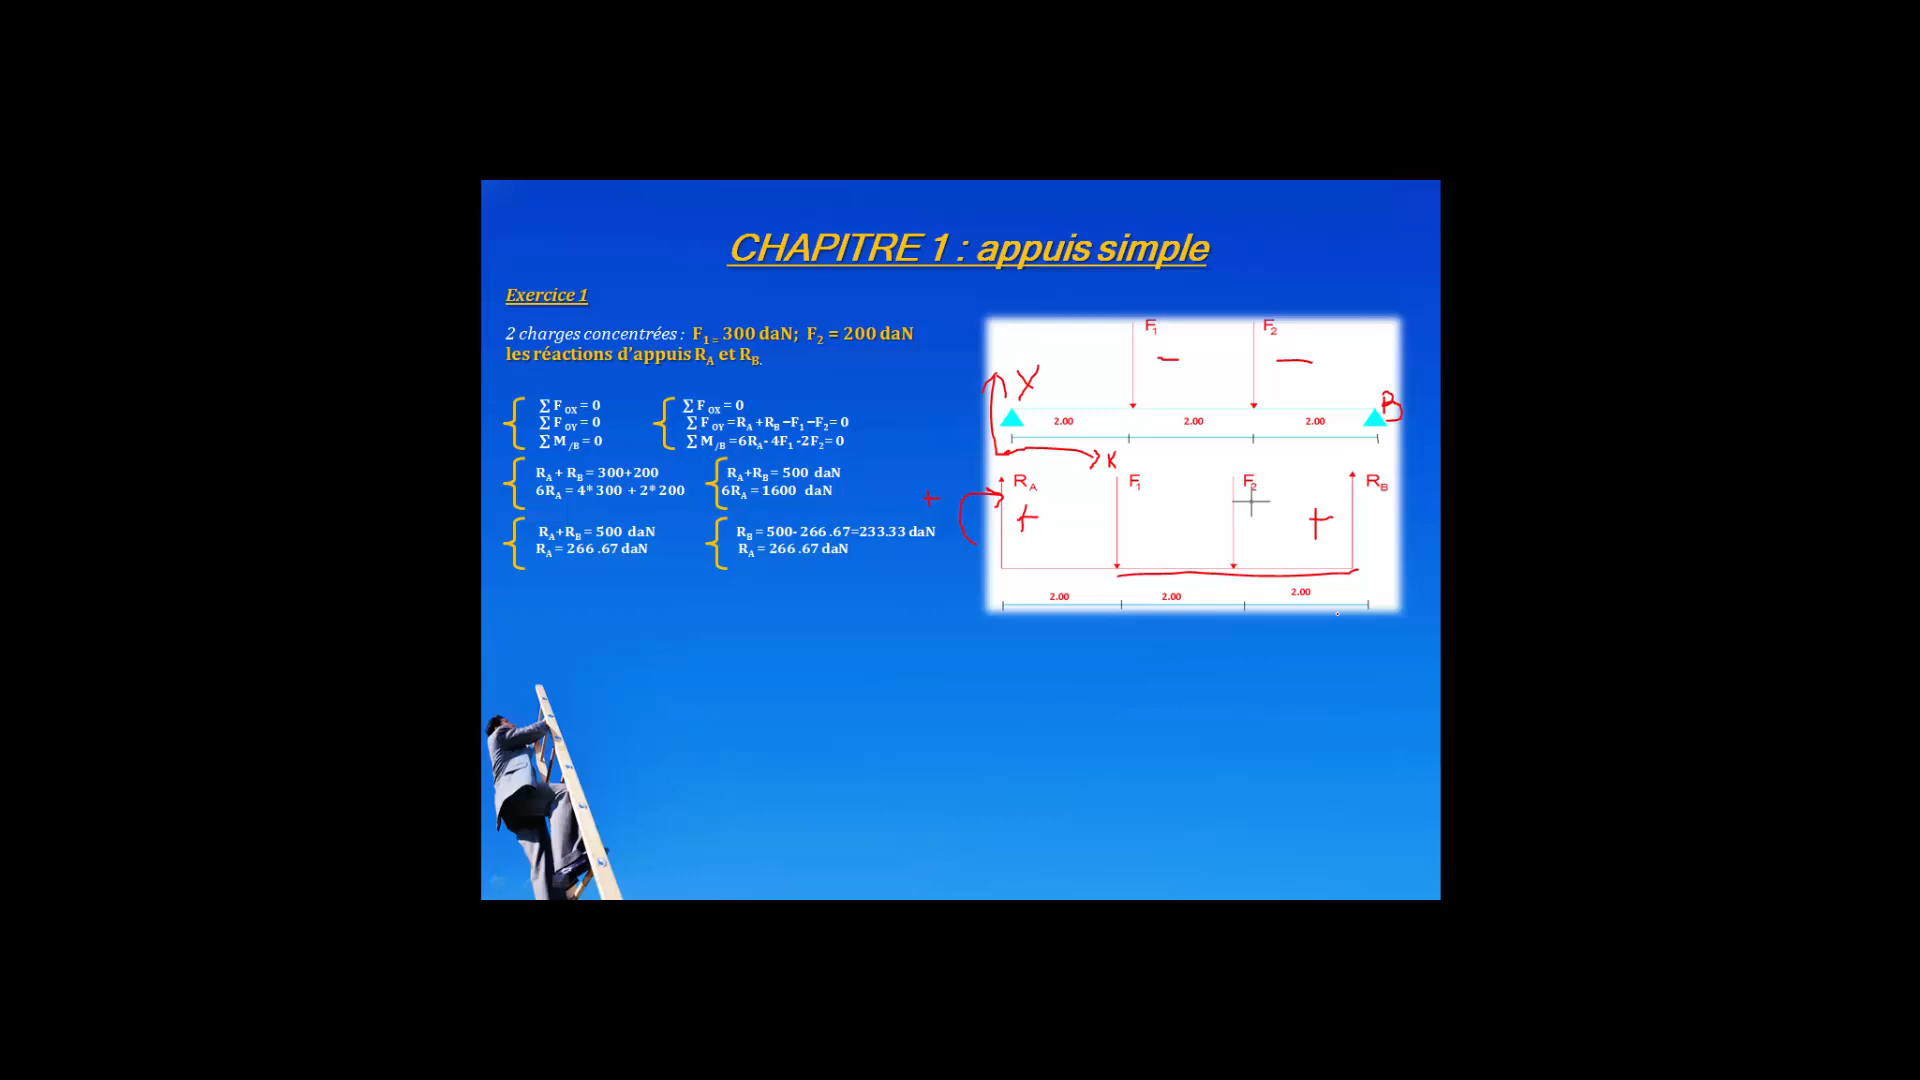 CHAPITRE 1 : appuis simple
Exercice 1
2 charges concentrées : F1 = 300 daN; F2 = 200 daN
les réactions d'appuis RA et RB.
∑ F OX = 0
∑ F OY = 0
∑ M /B = 0
∑ F OX = 0
∑ F OY =RA +RB −F1 −F2= 0
∑ M /B =6RA- 4F1 -2F2= 0
RA + RB = 300+200
6RA = 4*300 + 2*200
RA+RB = 500 daN
6RA = 1600 daN
RA+RB = 500 daN
RA = 266.67 daN
RB = 500- 266.67=233.33 daN
RA = 266.67 daN
F1 F2
- -
Y
B
2.00 2.00 2.00
X
RA F1 F2 RB
+ + +
2.00 2.00 2.00